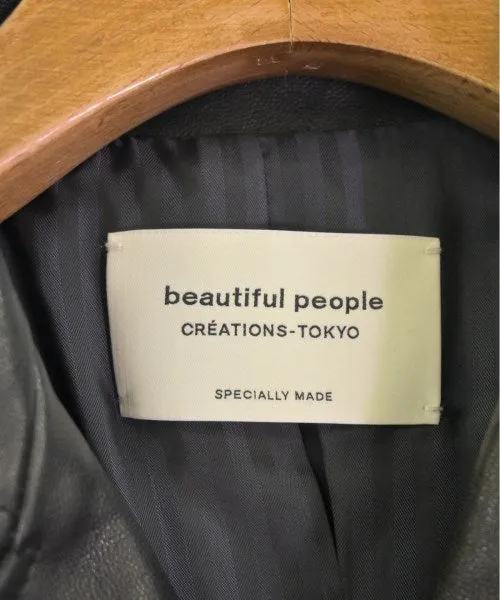 beautiful people
CRÉATIONS-TOKYO
SPECIALLY MADE